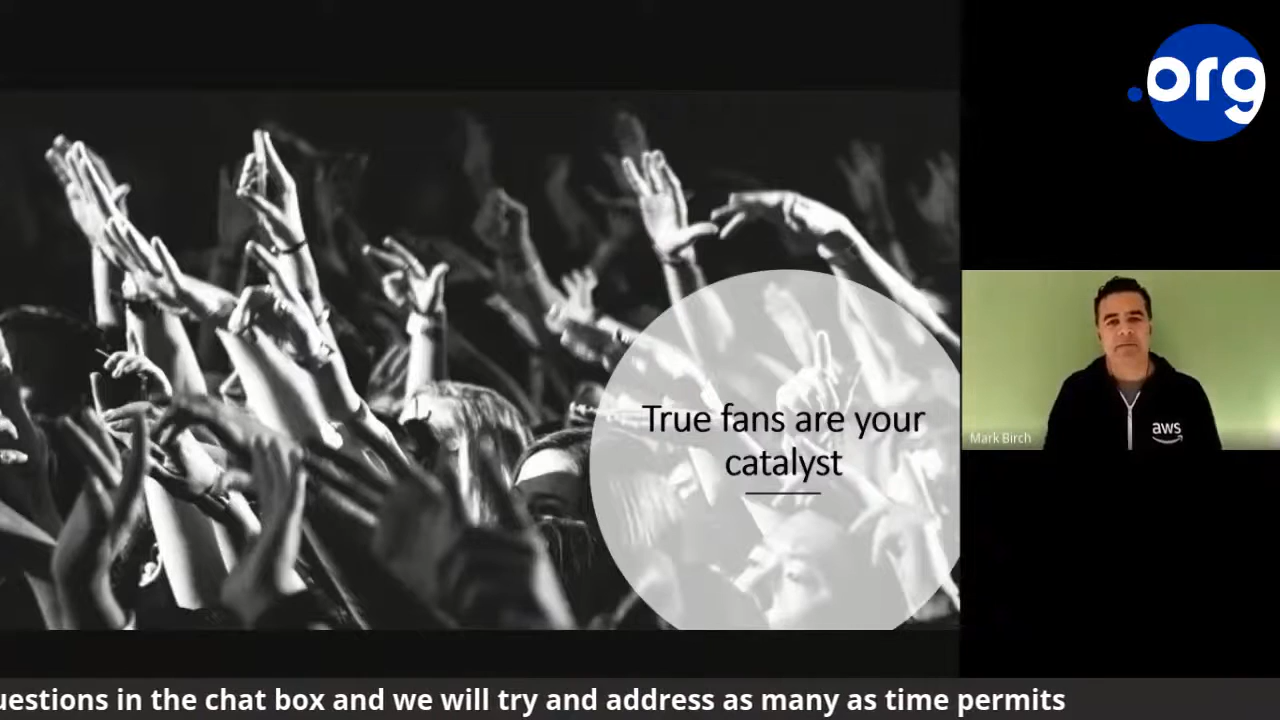 .org
True fans are your
catalyst
Mark Birch
aws
uestions in the chat box and we will try and address as many as time permits